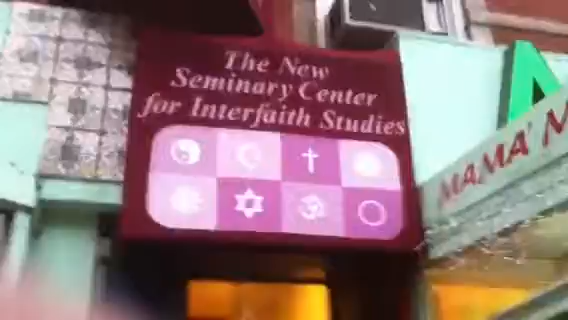 The New
Seminary Center
for Interfaith Studies
MAMA'